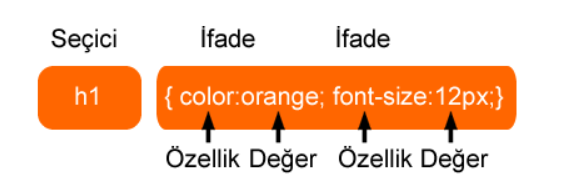 Seçici İfade İfade
h1 { color:orange; font-size:12px;}
Özellik Değer Özellik Değer